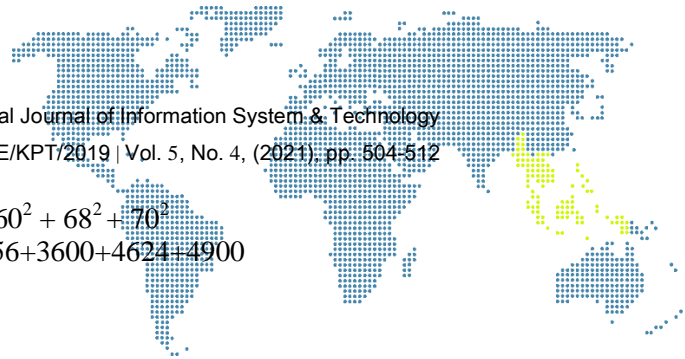 al Journal of Information System & Technology
E/KPT/2019 | Vol. 5, No. 4, (2021), pp. 504-512
60² + 68² + 70²
56+3600+4624+4900